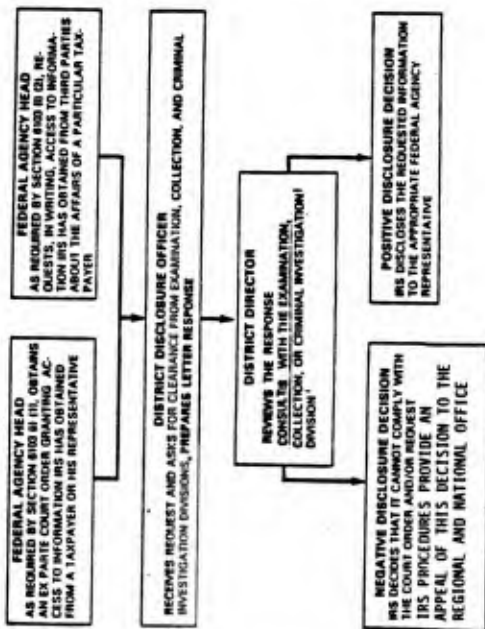 FEDERAL AGENCY HEAD
AS REQUIRED BY SECTION 6103 (i) (1), OBTAINS
AN EX PARTE COURT ORDER GRANTING AC-
CESS TO INFORMATION IRS HAS OBTAINED
FROM A TAXPAYER OR HIS REPRESENTATIVE
FEDERAL AGENCY HEAD
AS REQUIRED BY SECTION 6103 (i) (2), RE-
QUESTS, IN WRITING, ACCESS TO INFORMA-
TION IRS HAS OBTAINED FROM THIRD PARTIES
ABOUT THE AFFAIRS OF A PARTICULAR TAX-
PAYER
DISTRICT DISCLOSURE OFFICER
RECEIVES REQUEST AND ASKS FOR CLEARANCE FROM EXAMINATION, COLLECTION, AND CRIMINAL
INVESTIGATION DIVISIONS, PREPARES LETTER RESPONSE
DISTRICT DIRECTOR
REVIEWS THE RESPONSE
CONSULTS WITH THE EXAMINATION,
COLLECTION, OR CRIMINAL INVESTIGATION
DIVISION
NEGATIVE DISCLOSURE DECISION
IRS DECIDES THAT IT CANNOT COMPLY WITH
THE COURT ORDER AND/OR REQUEST
IRS PROCEDURES PROVIDE AN
APPEAL OF THIS DECISION TO THE
REGIONAL AND NATIONAL OFFICE
POSITIVE DISCLOSURE DECISION
IRS DISCLOSES THE REQUESTED INFORMATION
TO THE APPROPRIATE FEDERAL AGENCY
REPRESENTATIVE